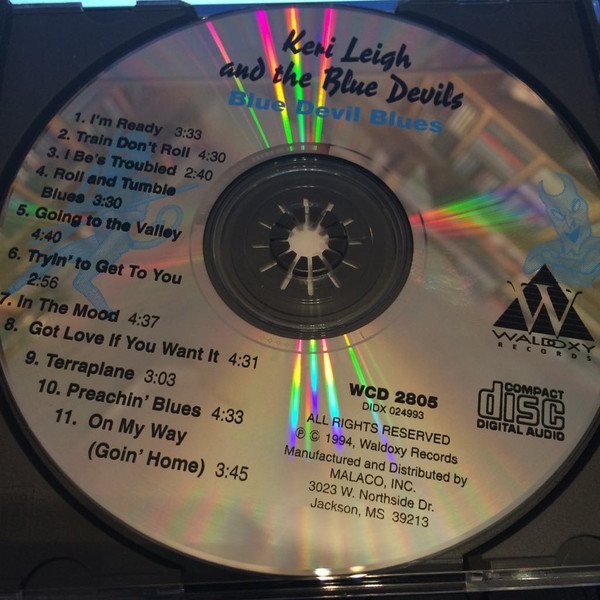 Keri Leigh
and the Blue Devils
Blue Devil Blues
1. I'm Ready 3:33
2. Train Don't Roll 4:30
3. I Be's Troubled 2:40
4. Roll and Tumble
Blues 3:30
5. Going to the Valley
4:40
6. Tryin' to Get To You
2:56
7. In The Mood 4:37
8. Got Love If You Want It 4:31
9. Terraplane 3:03
10. Preachin' Blues 4:33
11. On My Way
(Goin' Home) 3:45
W
WALDOXY
RECORDS
WCD 2805
DIDX 024993
ALL RIGHTS RESERVED
℗ © 1994, Waldoxy Records
Manufactured and Distributed by
MALACO, INC.
3023 W. Northside Dr.
Jackson, MS 39213
COMPACT
disc
DIGITAL AUDIO